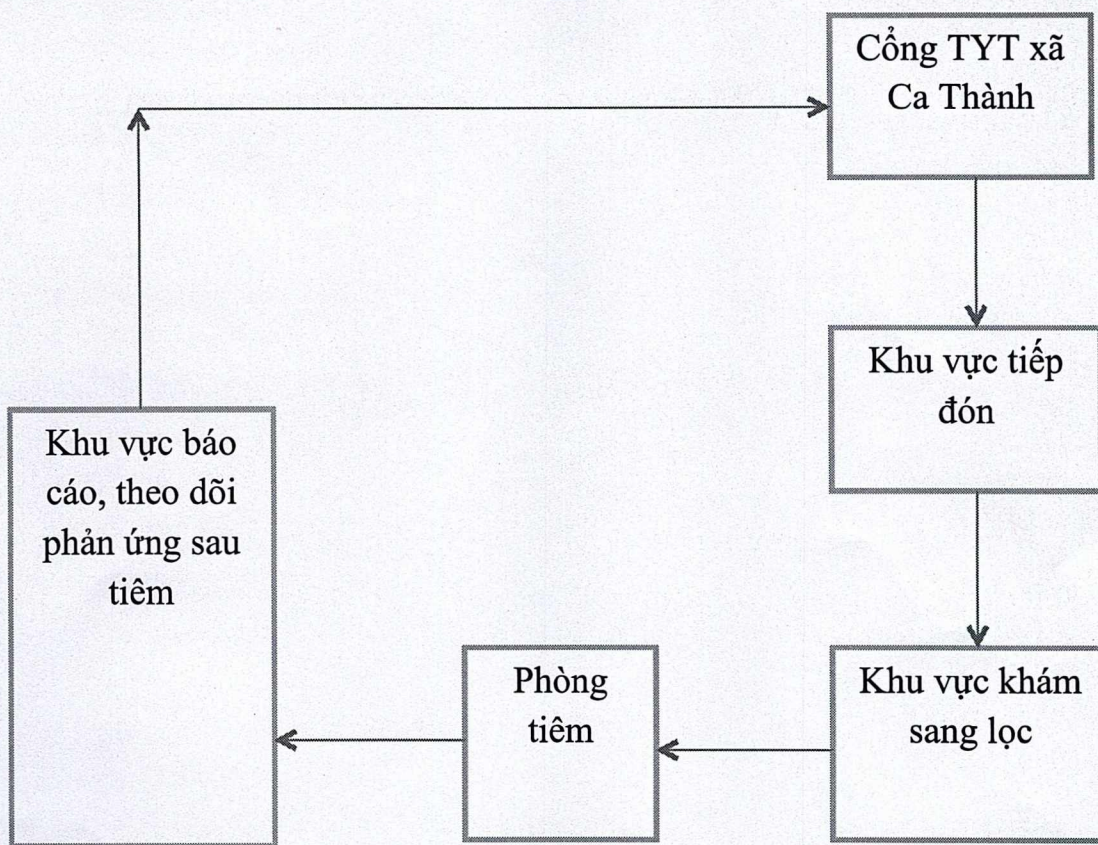 Cổng TYT xã
Ca Thành
Khu vực tiếp
đón
Khu vực báo
cáo, theo dõi
phản ứng sau
tiêm
Phòng
tiêm
Khu vực khám
sang lọc